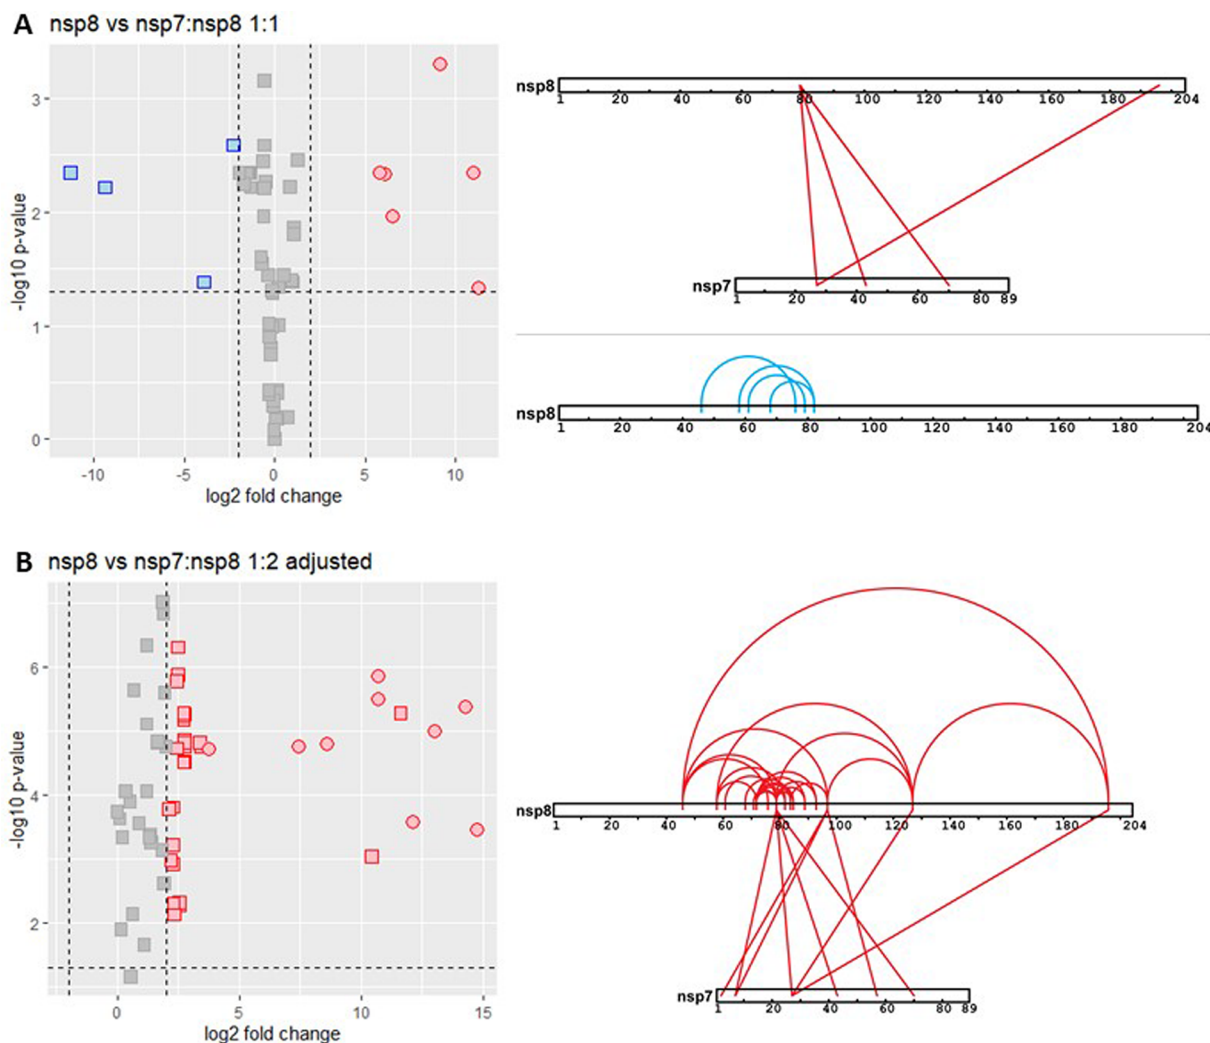 A nsp8 vs nsp7:nsp8 1:1
3
2
1
0
-log10 p-value
-10 -5 0 5 10
log2 fold change
nsp8
1 20 40 60 80 100 120 140 160 180 204
nsp7
1 20 40 60 80 89
nsp8
1 20 40 60 80 100 120 140 160 180 204
B nsp8 vs nsp7:nsp8 1:2 adjusted
6
4
2
-log10 p-value
0 5 10 15
log2 fold change
nsp8
1 20 40 60 80 100 120 140 160 180 204
nsp7
1 20 40 60 80 89